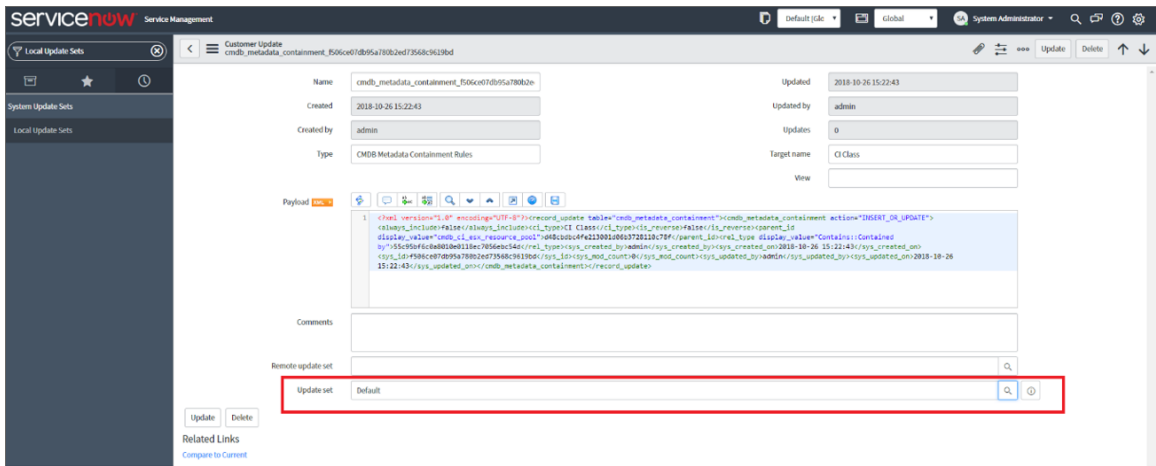 servicenow Service Management
Default (Glc
Global
SA System Administrator
Local Update Sets
Customer Update
cmdb_metadata_containment_f506ce07db95a780b2ed73568c9619bd
Update
Delete
System Update Sets
Local Update Sets
Name
cmdb_metadata_containment_f506ce07db95a780b2e
Updated
2018-10-26 15:22:43
Created
2018-10-26 15:22:43
Updated by
admin
Created by
admin
Updates
0
Type
CMDB Metadata Containment Rules
Target name
CI Class
View
Payload XML
1
<?xml version="1.0" encoding="UTF-8"?><record_update table="cmdb_metadata_containment"><cmdb_metadata_containment action="INSERT_OR_UPDATE">
<always_include>false</always_include><ci_type>CI Class</ci_type><is_reverse>false</is_reverse><parent_id
display_value="cmdb_ci_esx_resource_pool">d48cbdbc4fe213001d06b3728110c78f</parent_id><rel_type display_value="Contains::Contained
by">55c95bf6c0a8010e0118ec7056ebc54d</rel_type><sys_created_by>admin</sys_created_by><sys_created_on>2018-10-26 15:22:43</sys_created_on>
<sys_id>f506ce07db95a780b2ed73568c9619bd</sys_id><sys_mod_count>0</sys_mod_count><sys_updated_by>admin</sys_updated_by><sys_updated_on>2018-10-26
15:22:43</sys_updated_on></cmdb_metadata_containment></record_update>
Comments
Remote update set
Update set
Default
Update
Delete
Related Links
Compare to Current